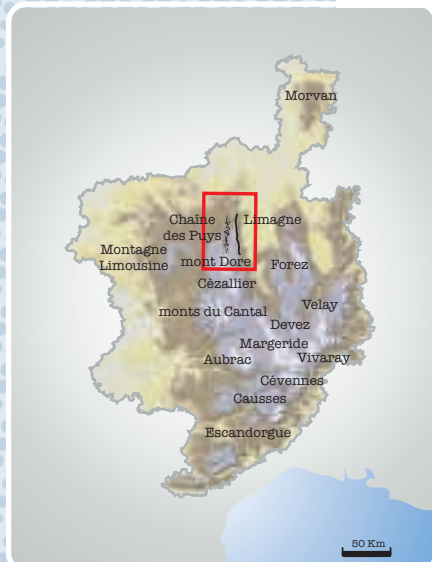 Morvan
Chaîne
des Puys
Limagne
Montagne
Limousine
mont Dore
Forez
Cèzallier
monts du Cantal
Velay
Devez
Margeride
Aubrac
Vivaray
Cévennes
Causses
Escandorgue
50 Km